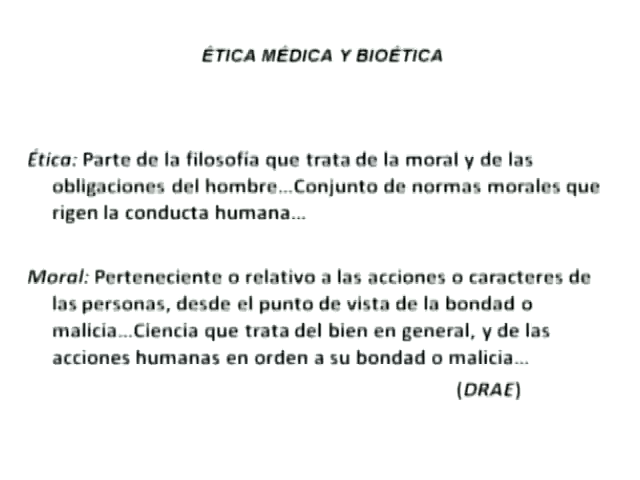 ÉTICA MÉDICA Y BIOÉTICA
Ética: Parte de la filosofía que trata de la moral y de las
obligaciones del hombre...Conjunto de normas morales que
rigen la conducta humana...
Moral: Perteneciente o relativo a las acciones o caracteres de
las personas, desde el punto de vista de la bondad o
malicia...Ciencia que trata del bien en general, y de las
acciones humanas en orden a su bondad o malicia...
(DRAE)